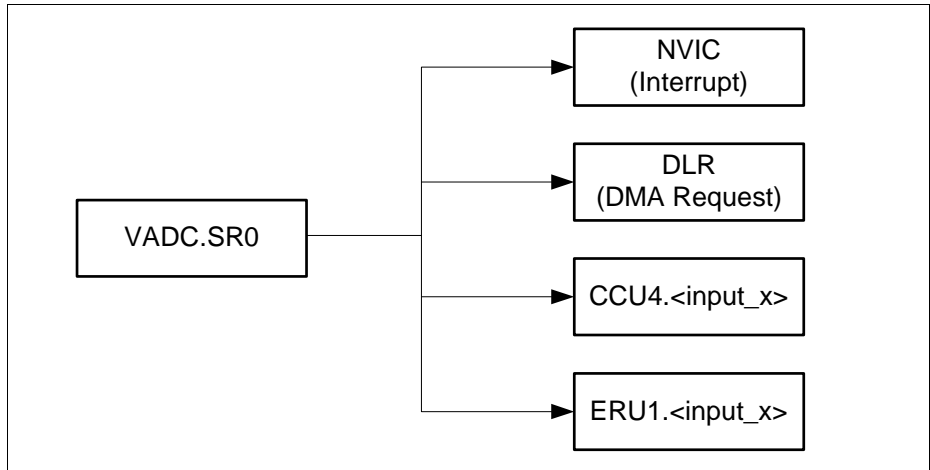 NVIC
(Interrupt)
DLR
(DMA Request)
VADC.SR0
CCU4.<input_x>
ERU1.<input_x>